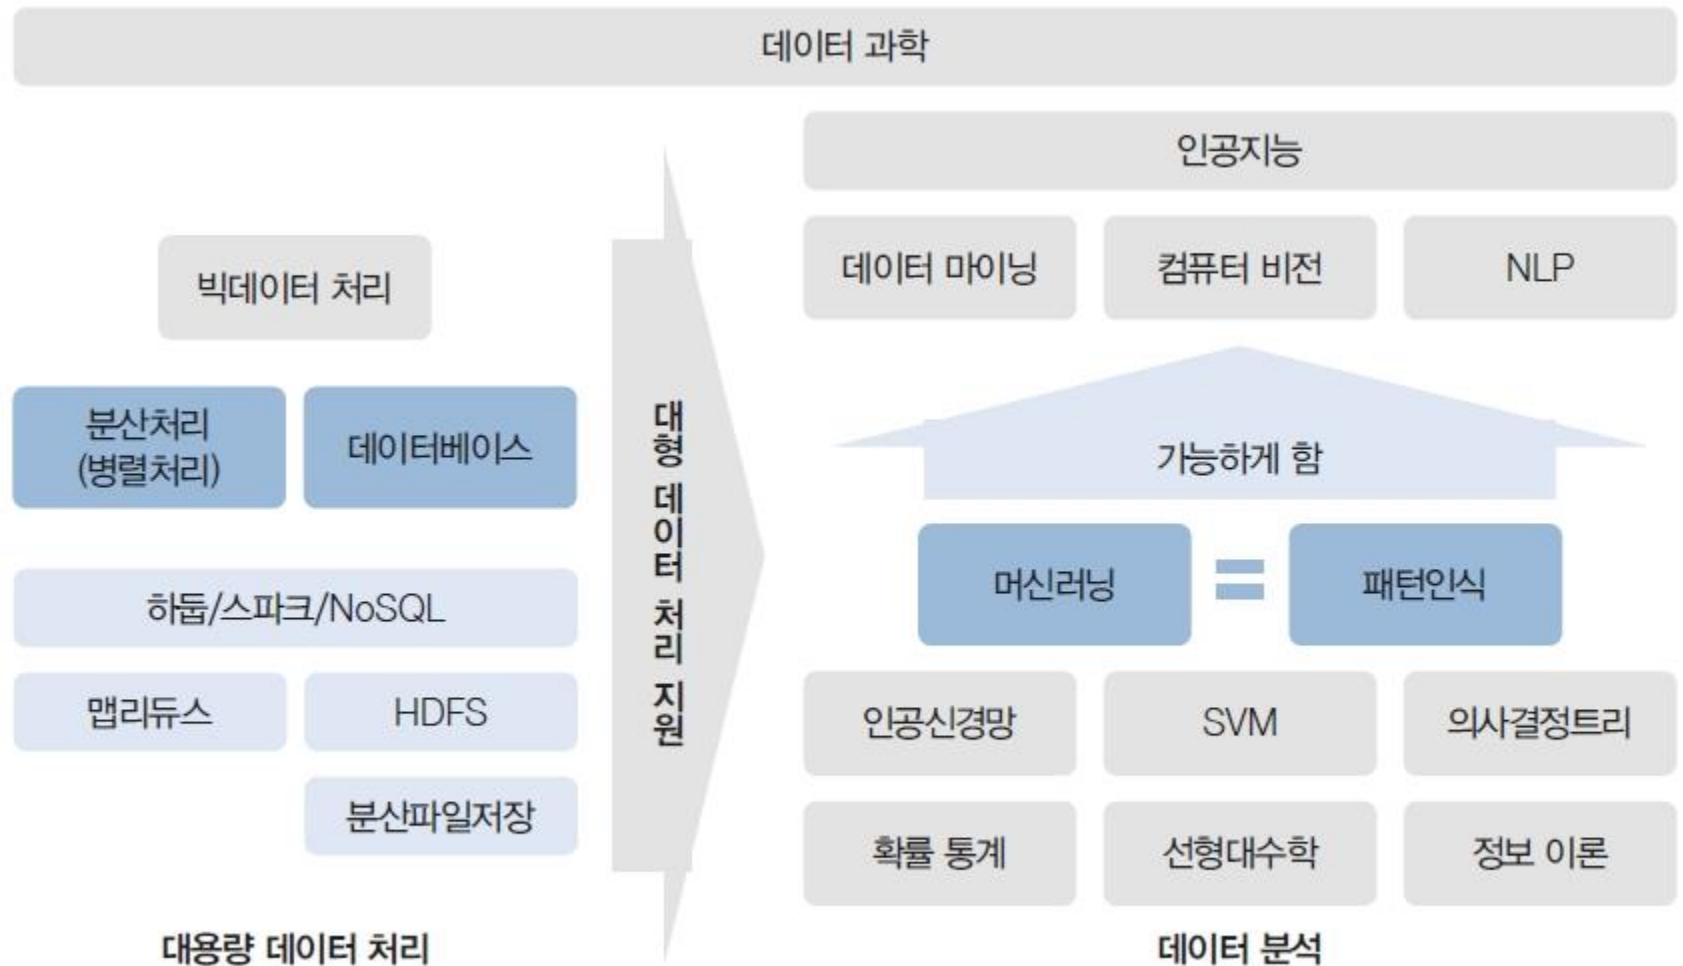 데이터 과학
인공지능
데이터 마이닝
컴퓨터 비전
NLP
빅데이터 처리
분산처리
(병렬처리)
데이터베이스
하둡/스파크/NoSQL
맵리듀스
HDFS
분산파일저장
대용량 데이터 처리
대형 데이터 처리 지원
가능하게 함
머신러닝
=
패턴인식
인공신경망
SVM
의사결정트리
확률 통계
선형대수학
정보 이론
데이터 분석